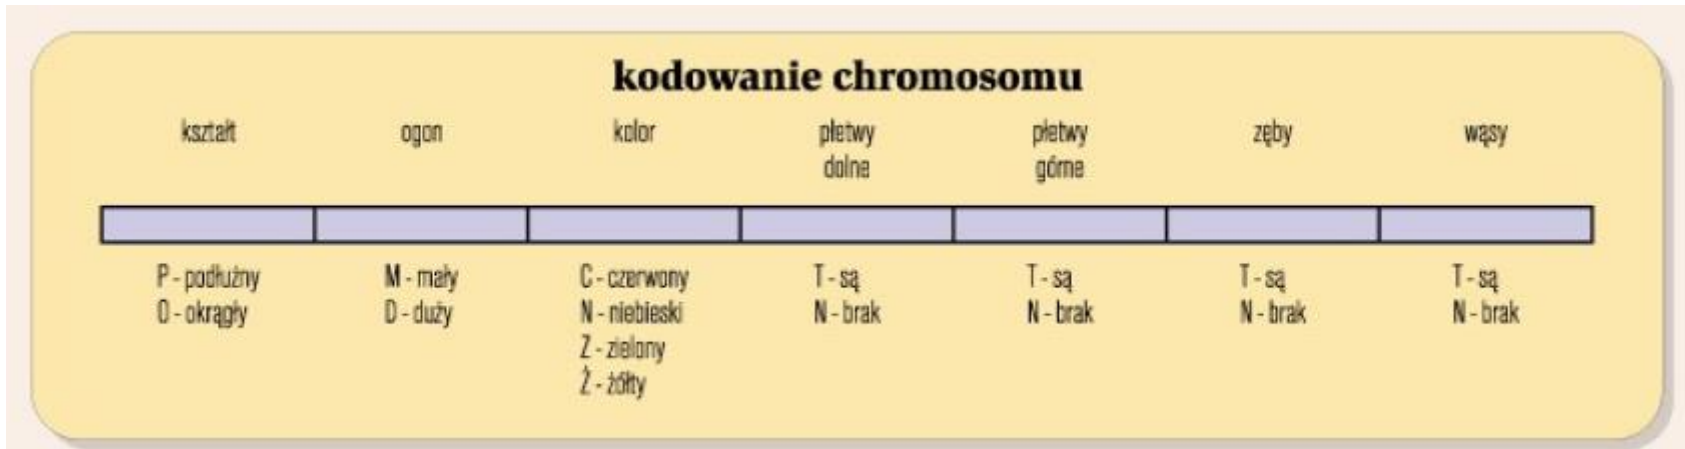 kodowanie chromosomu
kształt ogon kolor płetwy dolne płetwy górne zęby wąsy
P - podłużny M - mały C - czerwony T - są T - są T - są T - są
O - okrągły D - duży N - niebieski N - brak N - brak N - brak N - brak
Z - zielony
Ż - żółty